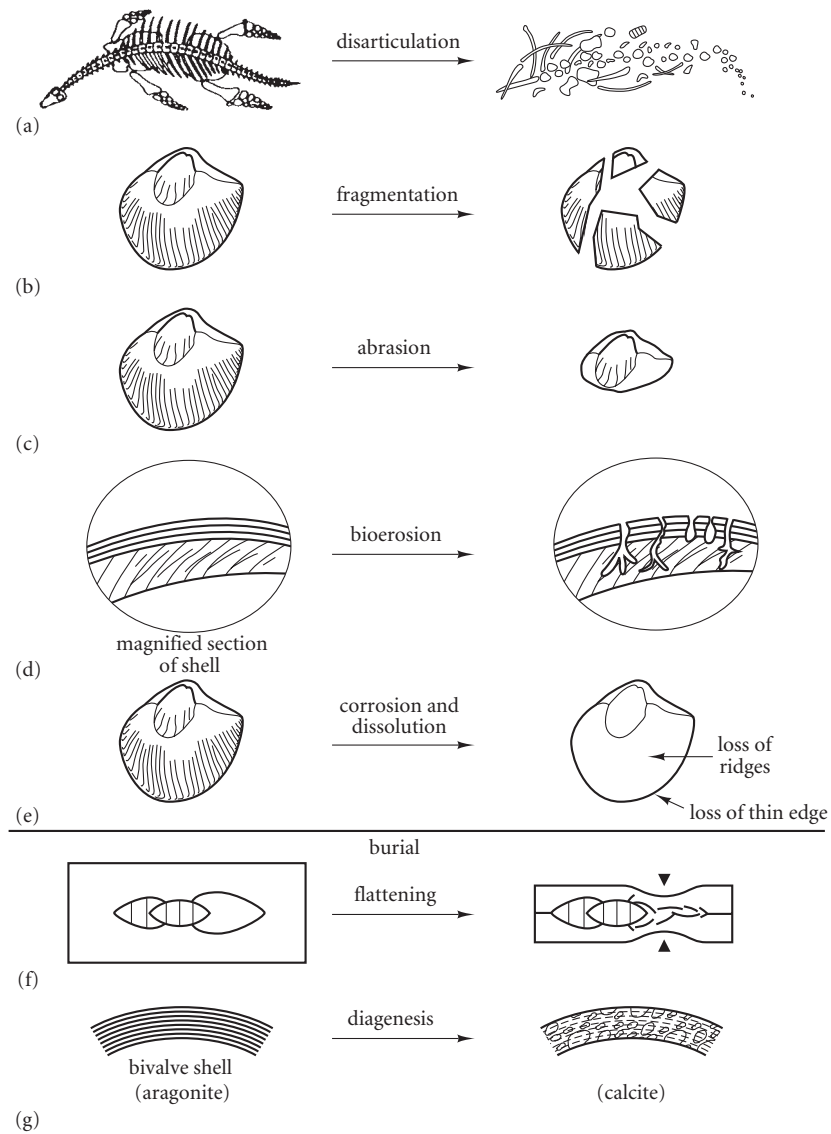 disarticulation
(a)
fragmentation
(b)
abrasion
(c)
bioerosion
magnified section
of shell
(d)
corrosion and
dissolution
loss of
ridges
loss of thin edge
(e)
burial
flattening
(f)
diagenesis
bivalve shell
(aragonite)
(calcite)
(g)